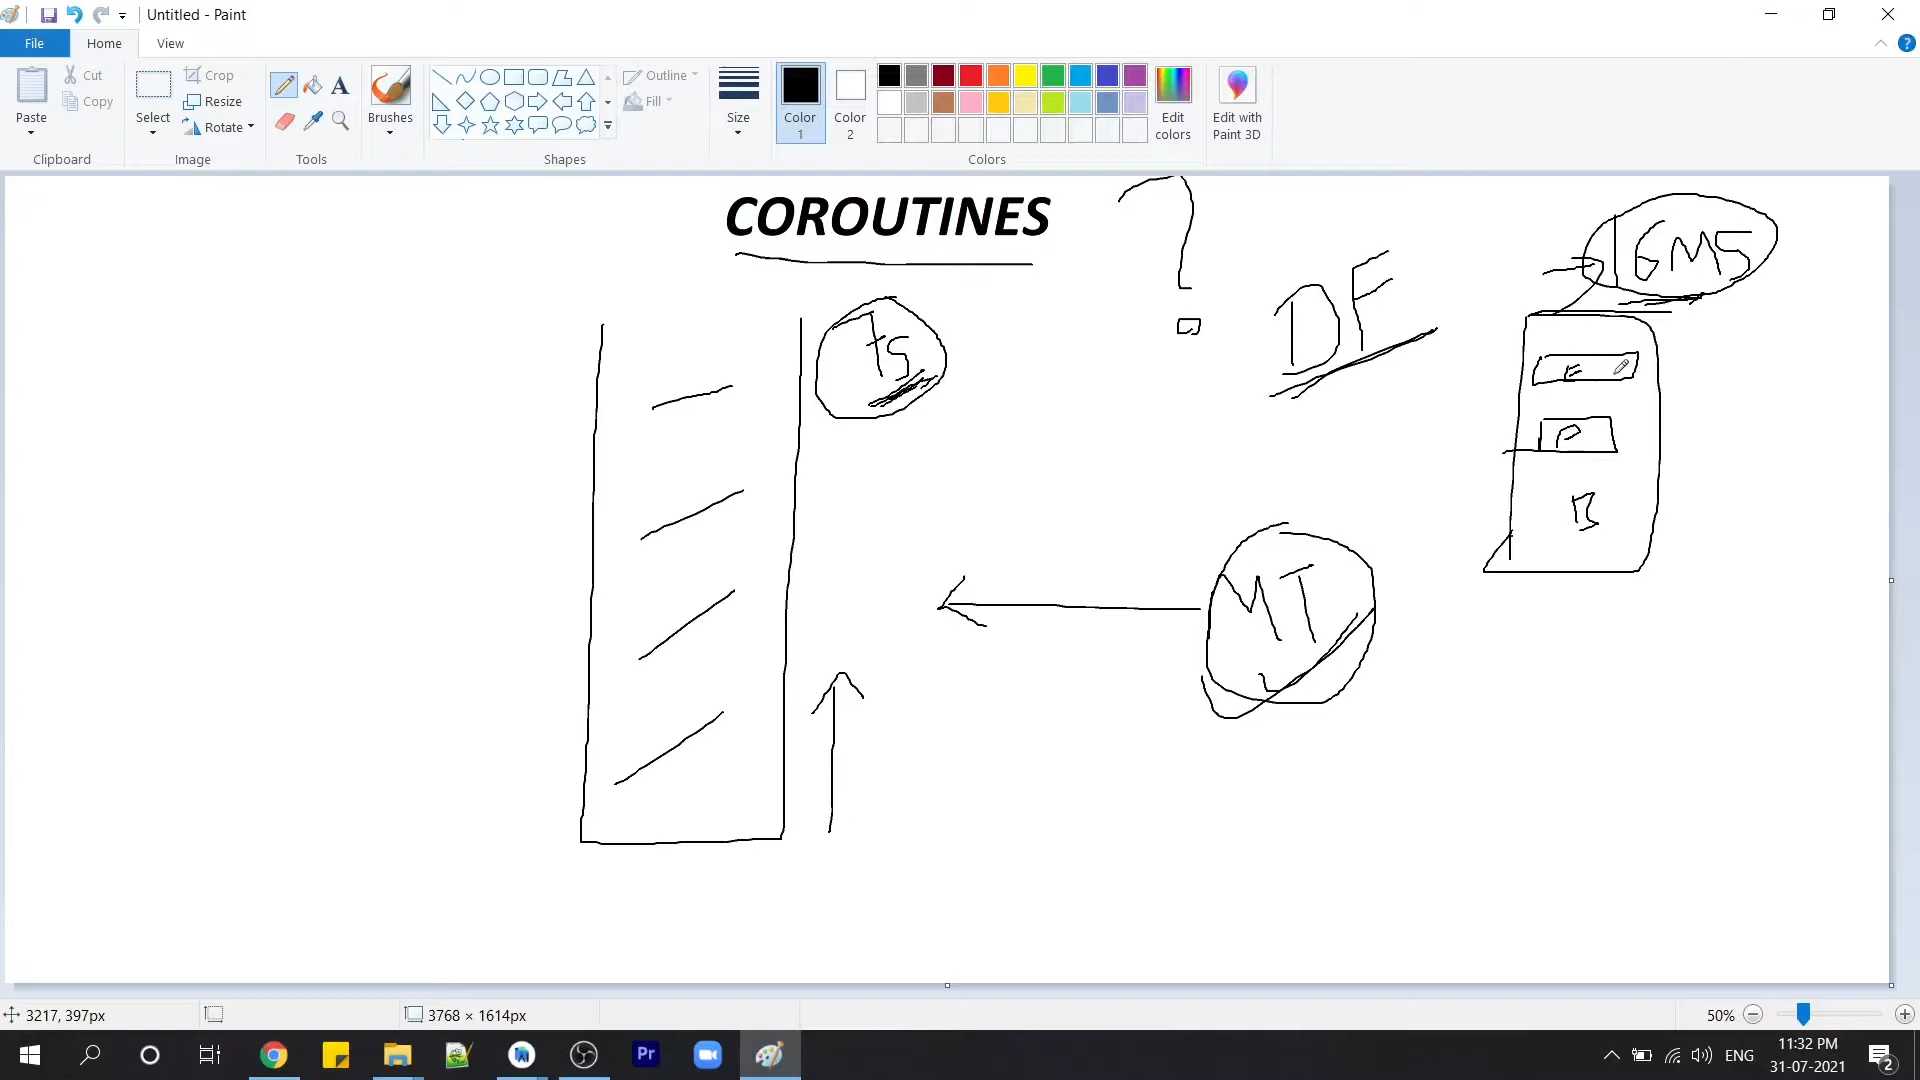 Untitled - Paint
File
Home
View
Paste
Cut
Copy
Clipboard
Select
Crop
Resize
Rotate
Image
Tools
Brushes
Shapes
Outline
Fill
Size
Color 1
Color 2
Edit colors
Edit with Paint 3D
Colors
COROUTINES ?
DF
E
P
B
MT
3217, 397px
3768 × 1614px
50%
Pr
ENG
11:32 PM
31-07-2021
2